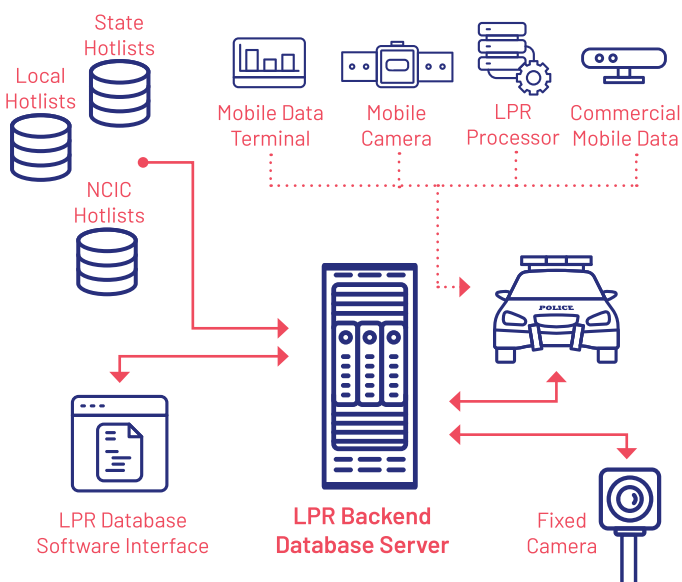 State
Hotlists
Local
Hotlists
NCIC
Hotlists
Mobile Data
Terminal
Mobile
Camera
LPR
Processor
Commercial
Mobile Data
POLICE
LPR Database
Software Interface
LPR Backend
Database Server
Fixed
Camera